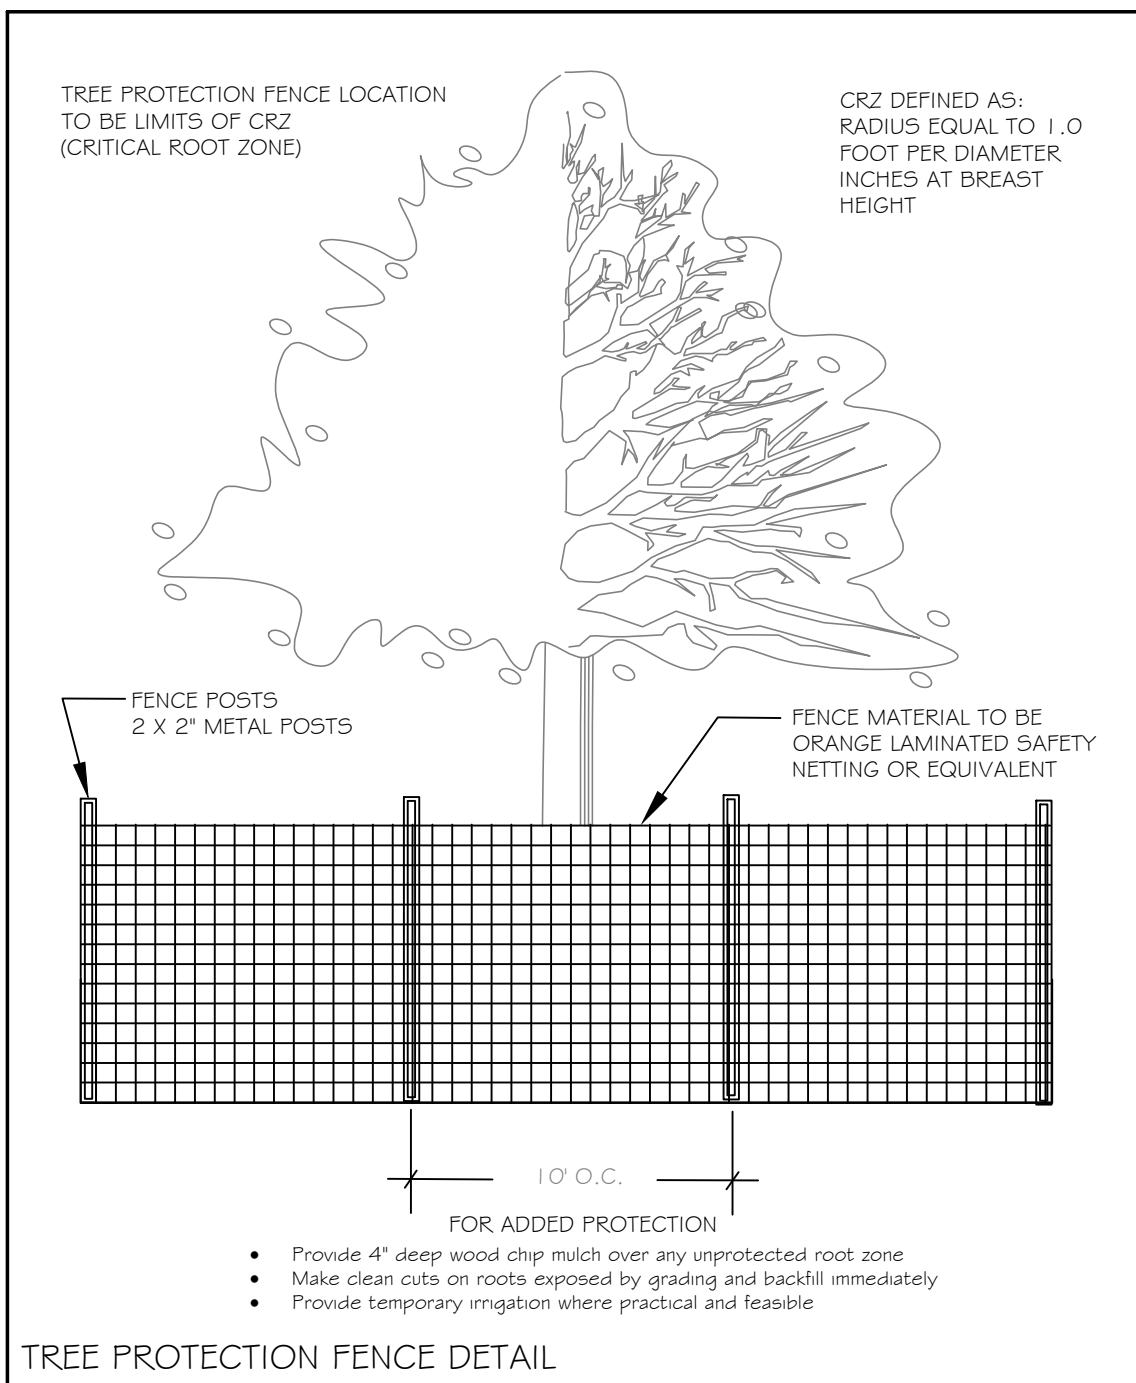 TREE PROTECTION FENCE LOCATION
TO BE LIMITS OF CRZ
(CRITICAL ROOT ZONE)
CRZ DEFINED AS:
RADIUS EQUAL TO 1.0
FOOT PER DIAMETER
INCHES AT BREAST
HEIGHT
FENCE POSTS
2 X 2" METAL POSTS
FENCE MATERIAL TO BE
ORANGE LAMINATED SAFETY
NETTING OR EQUIVALENT
10' O.C.
FOR ADDED PROTECTION
• Provide 4" deep wood chip mulch over any unprotected root zone
• Make clean cuts on roots exposed by grading and backfill immediately
• Provide temporary irrigation where practical and feasible
TREE PROTECTION FENCE DETAIL